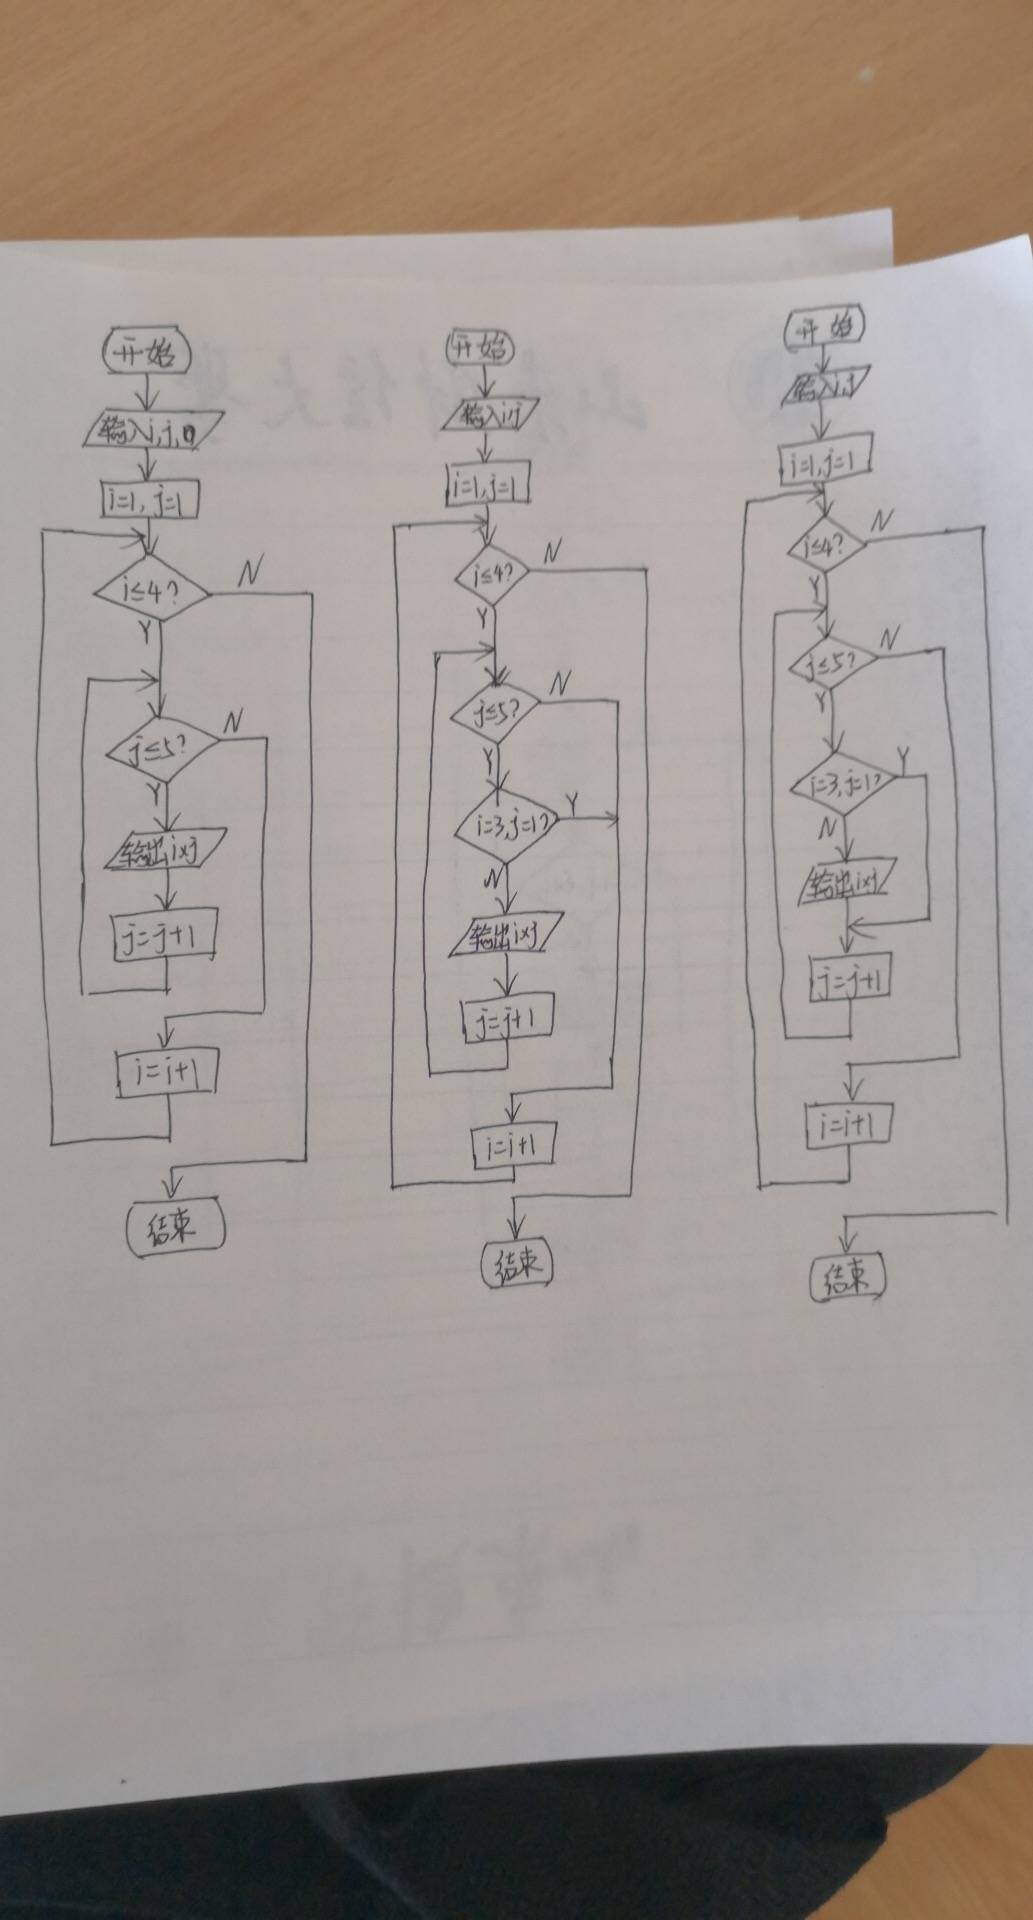 开始
输入i,j,
i=1, j=1
i≤4?
N
Y
j≤5?
N
Y
输出i×j
j=j+1
i=i+1
结束
开始
输入i,j
i=1,j=1
i≤4?
N
Y
j≤5?
N
Y
i=3,j=1?
Y
N
输出i×j
j=j+1
i=i+1
结束
开始
输入i,j
i=1,j=1
i≤4?
N
Y
j≤5?
N
Y
i=3,j=1?
Y
N
输出i×j
j=j+1
i=i+1
结束